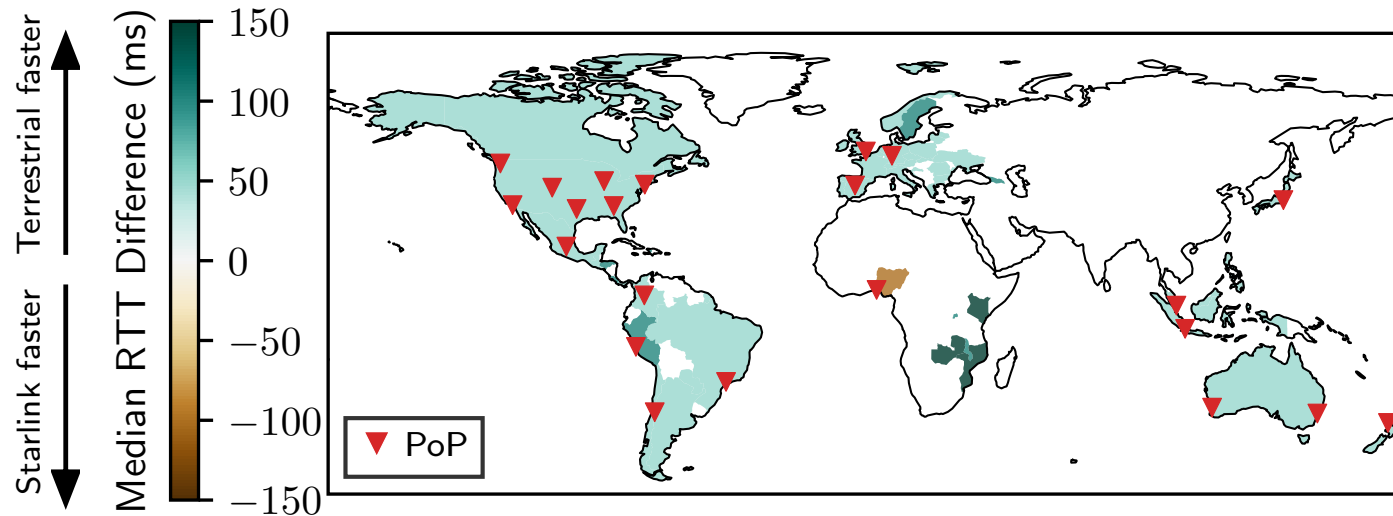 Terrestrial faster
Starlink faster
Median RTT Difference (ms)
150
100
50
0
−50
−100
−150
PoP